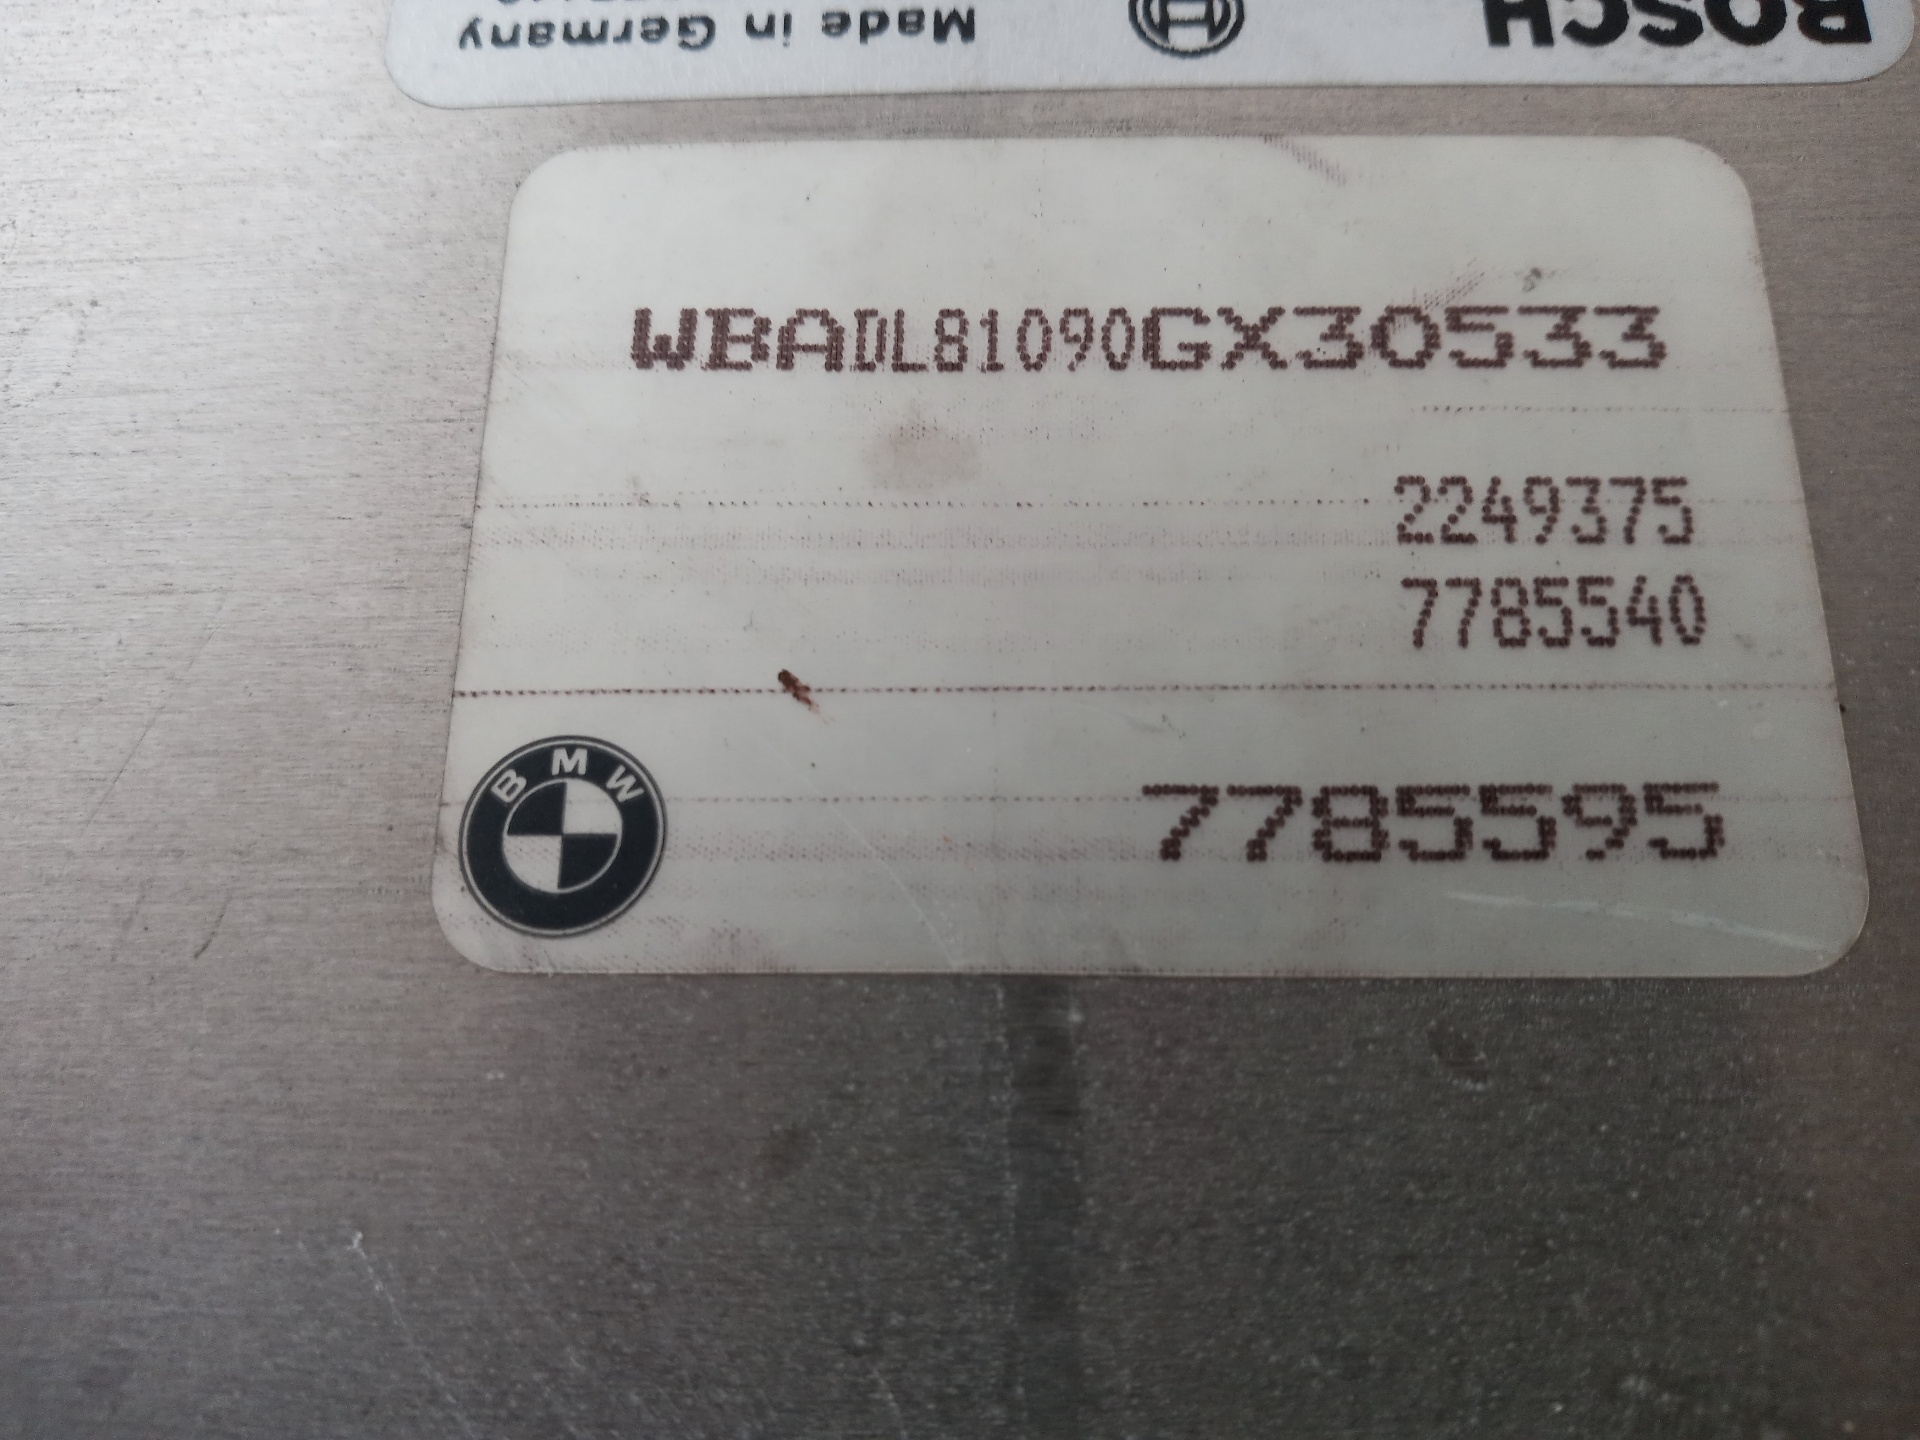 Made in Germany BOSCH
WBADL81090GX30533
2249375
7785540
BMW
7785595